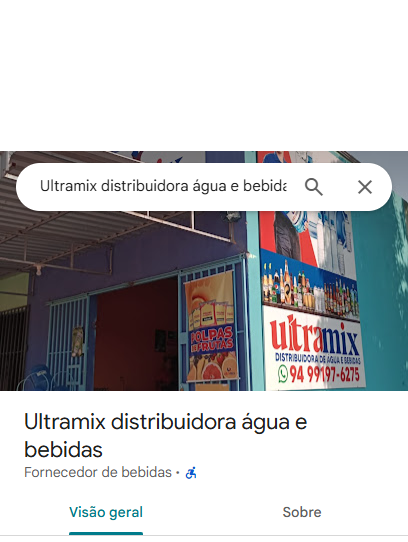 Ultramix distribuidora água e bebida
POLPAS
DE FRUTAS
ultramix
DISTRIBUIDORA DE AGUA E BEBIDAS
94 99197-6275
Ultramix distribuidora água e
bebidas
Fornecedor de bebidas ·
Visão geral
Sobre